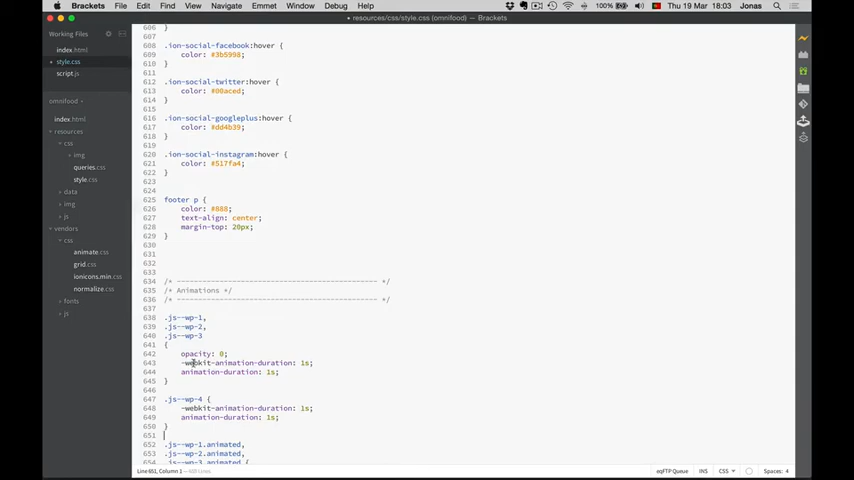 Brackets File Edit Find View Navigate Emmet Window Debug Help 100% Thu 19 Mar 18:03 Jonas
• resources/css/style.css (omnifood) — Brackets
Working Files
index.html
style.css
script.js
omnifood
index.html
resources
css
img
queries.css
style.css
data
img
js
vendors
css
animate.css
grid.css
ionicons.min.css
normalize.css
fonts
js
606 }
607
608 .ion-social-facebook:hover {
609 color: #3b5998;
610 }
611
612 .ion-social-twitter:hover {
613 color: #00aced;
614 }
615
616 .ion-social-googleplus:hover {
617 color: #dd4b39;
618 }
619
620 .ion-social-instagram:hover {
621 color: #517fa4;
622 }
623
624
625 footer p {
626 color: #888;
627 text-align: center;
628 margin-top: 20px;
629 }
630
631
632
633
634 /* ----------------------------------------------- */
635 /* Animations */
636 /* ----------------------------------------------- */
637
638 .js--wp-1,
639 .js--wp-2,
640 .js--wp-3
641 {
642 opacity: 0;
643 -webkit-animation-duration: 1s;
644 animation-duration: 1s;
645 }
646
647 .js--wp-4 {
648 -webkit-animation-duration: 1s;
649 animation-duration: 1s;
650 }
651
652 .js--wp-1.animated,
653 .js--wp-2.animated,
654 .js--wp-3.animated {
Line 651, Column 1
eqFTP Queue INS CSS Spaces: 4